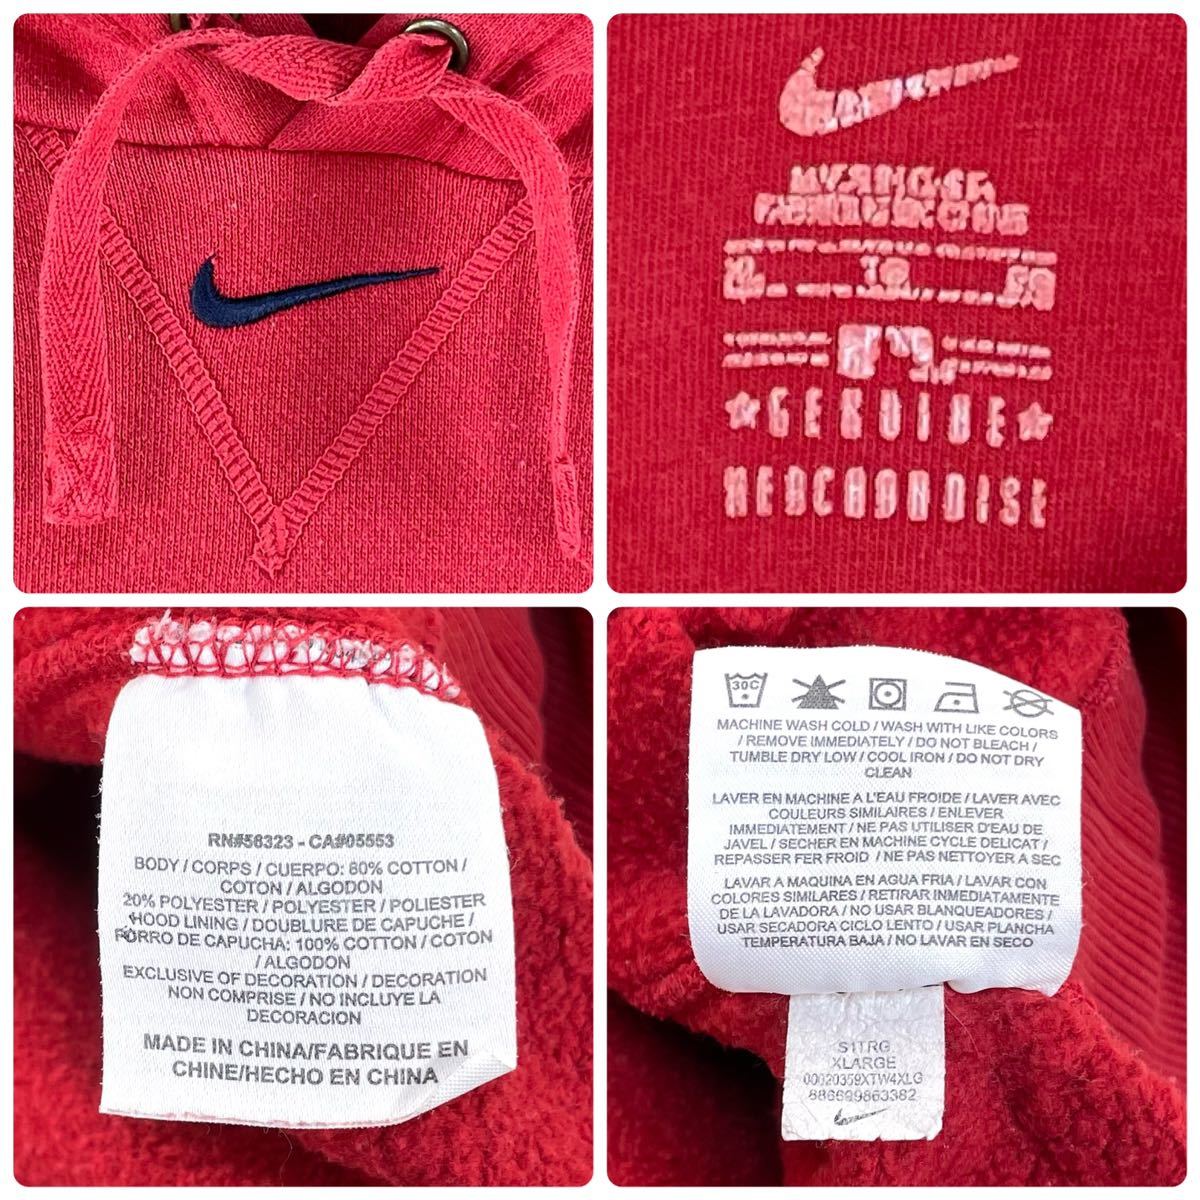 GENUINE
MERCHANDISE
RN#56323 - CA#05553
BODY / CORPS / CUERPO: 80% COTTON /
COTON / ALGODON
20% POLYESTER / POLYESTER / POLIESTER
HOOD LINING / DOUBLURE DE CAPUCHE /
FORRO DE CAPUCHA: 100% COTTON / COTON
/ ALGODON
EXCLUSIVE OF DECORATION / DECORATION
NON COMPRISE / NO INCLUYE LA
DECORACION
MADE IN CHINA/FABRIQUE EN
CHINE/HECHO EN CHINA
30C
MACHINE WASH COLD / WASH WITH LIKE COLORS
/ REMOVE IMMEDIATELY / DO NOT BLEACH /
TUMBLE DRY LOW / COOL IRON / DO NOT DRY
CLEAN
LAVER EN MACHINE A L'EAU FROIDE / LAVER AVEC
COULEURS SIMILAIRES / ENLEVER
IMMEDIATEMENT / NE PAS UTILISER D'EAU DE
JAVEL / SECHER EN MACHINE CYCLE DELICAT /
REPASSER FER FROID / NE PAS NETTOYER A SEC
LAVAR A MAQUINA EN AGUA FRIA / LAVAR CON
COLORES SIMILARES / RETIRAR INMEDIATAMENTE
DE LA LAVADORA / NO USAR BLANQUEADORES /
USAR SECADORA CICLO LENTO / USAR PLANCHA
TEMPERATURA BAJA / NO LAVAR EN SECO
S1TRG
XLARGE
00020359XTW4XLG
886699863382